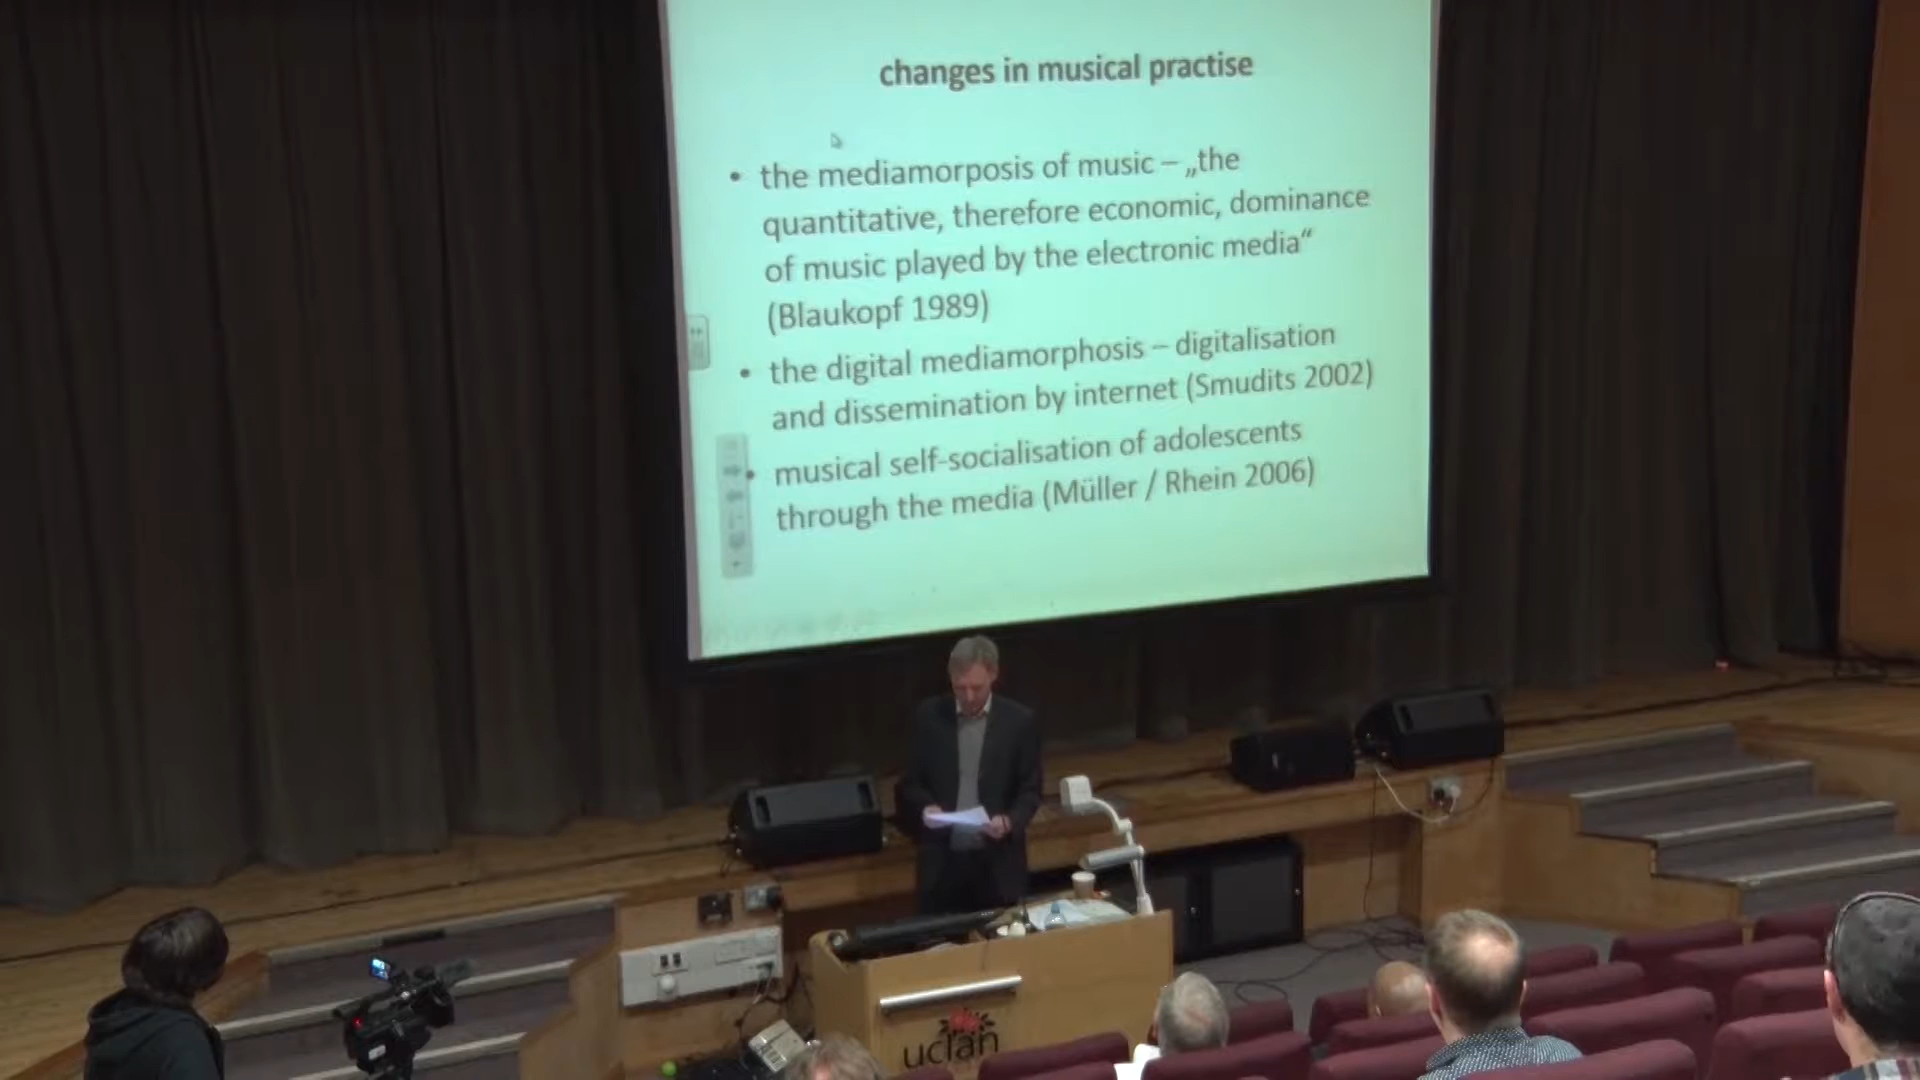 changes in musical practise
• the mediamorposis of music – „the
quantitative, therefore economic, dominance
of music played by the electronic media“
(Blaukopf 1989)
• the digital mediamorphosis – digitalisation
and dissemination by internet (Smudits 2002)
• musical self-socialisation of adolescents
through the media (Müller / Rhein 2006)
uclan